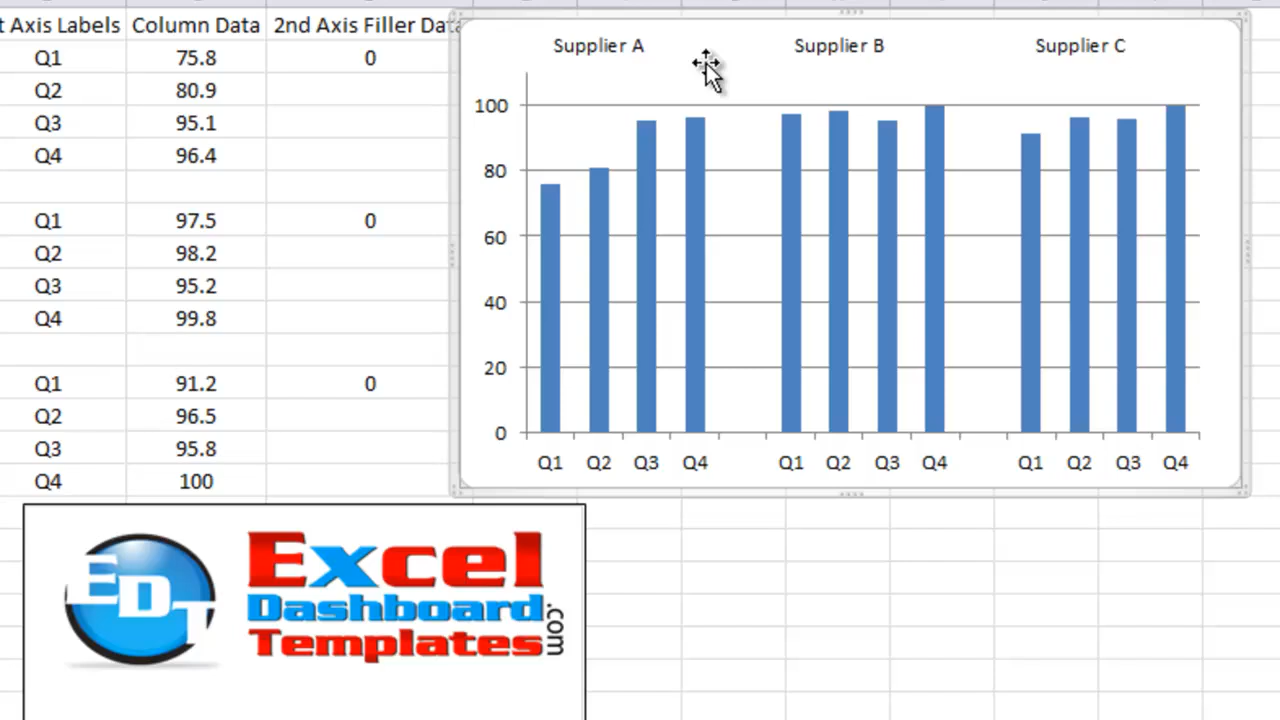 t Axis Labels Column Data 2nd Axis Filler Data
Q1 75.8 0
Q2 80.9
Q3 95.1
Q4 96.4
Q1 97.5 0
Q2 98.2
Q3 95.2
Q4 99.8
Q1 91.2 0
Q2 96.5
Q3 95.8
Q4 100
Supplier A Supplier B Supplier C
100
80
60
40
20
0
Q1 Q2 Q3 Q4 Q1 Q2 Q3 Q4 Q1 Q2 Q3 Q4
EDT
Excel
Dashboard
Templates
.com